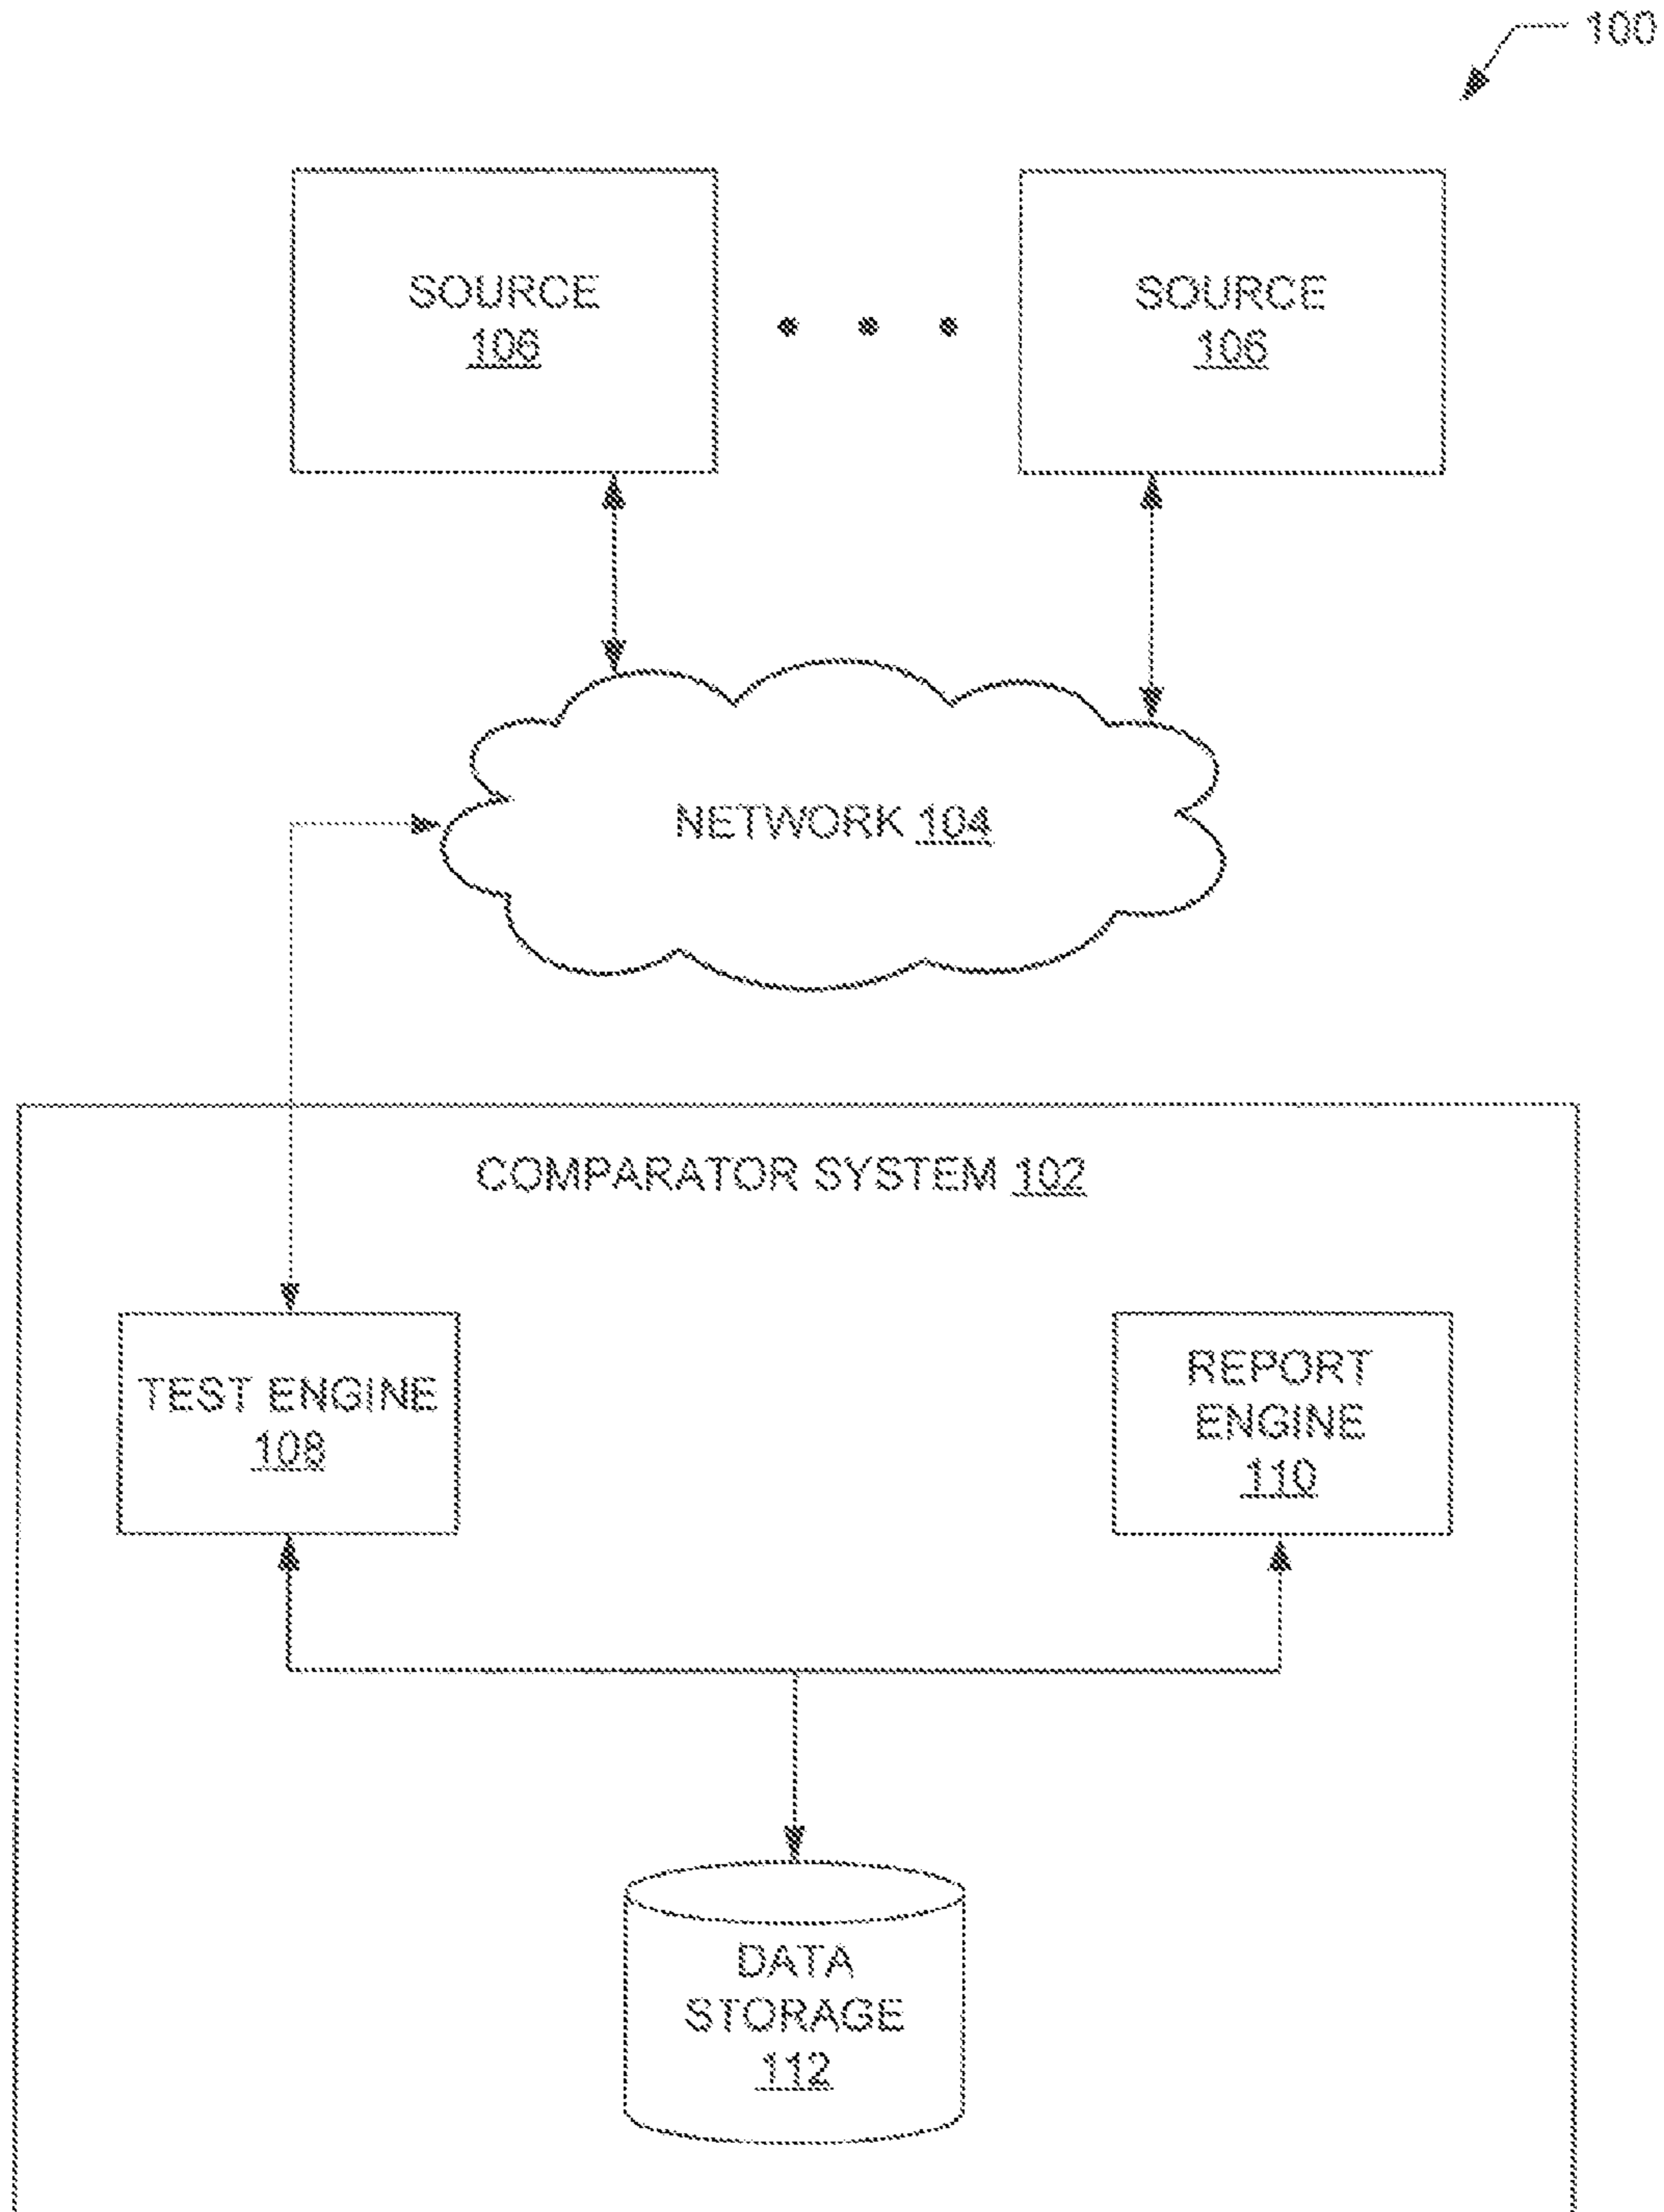 100
SOURCE
106
SOURCE
106
NETWORK 104
COMPARATOR SYSTEM 102
TEST ENGINE
108
REPORT
ENGINE
110
DATA
STORAGE
112